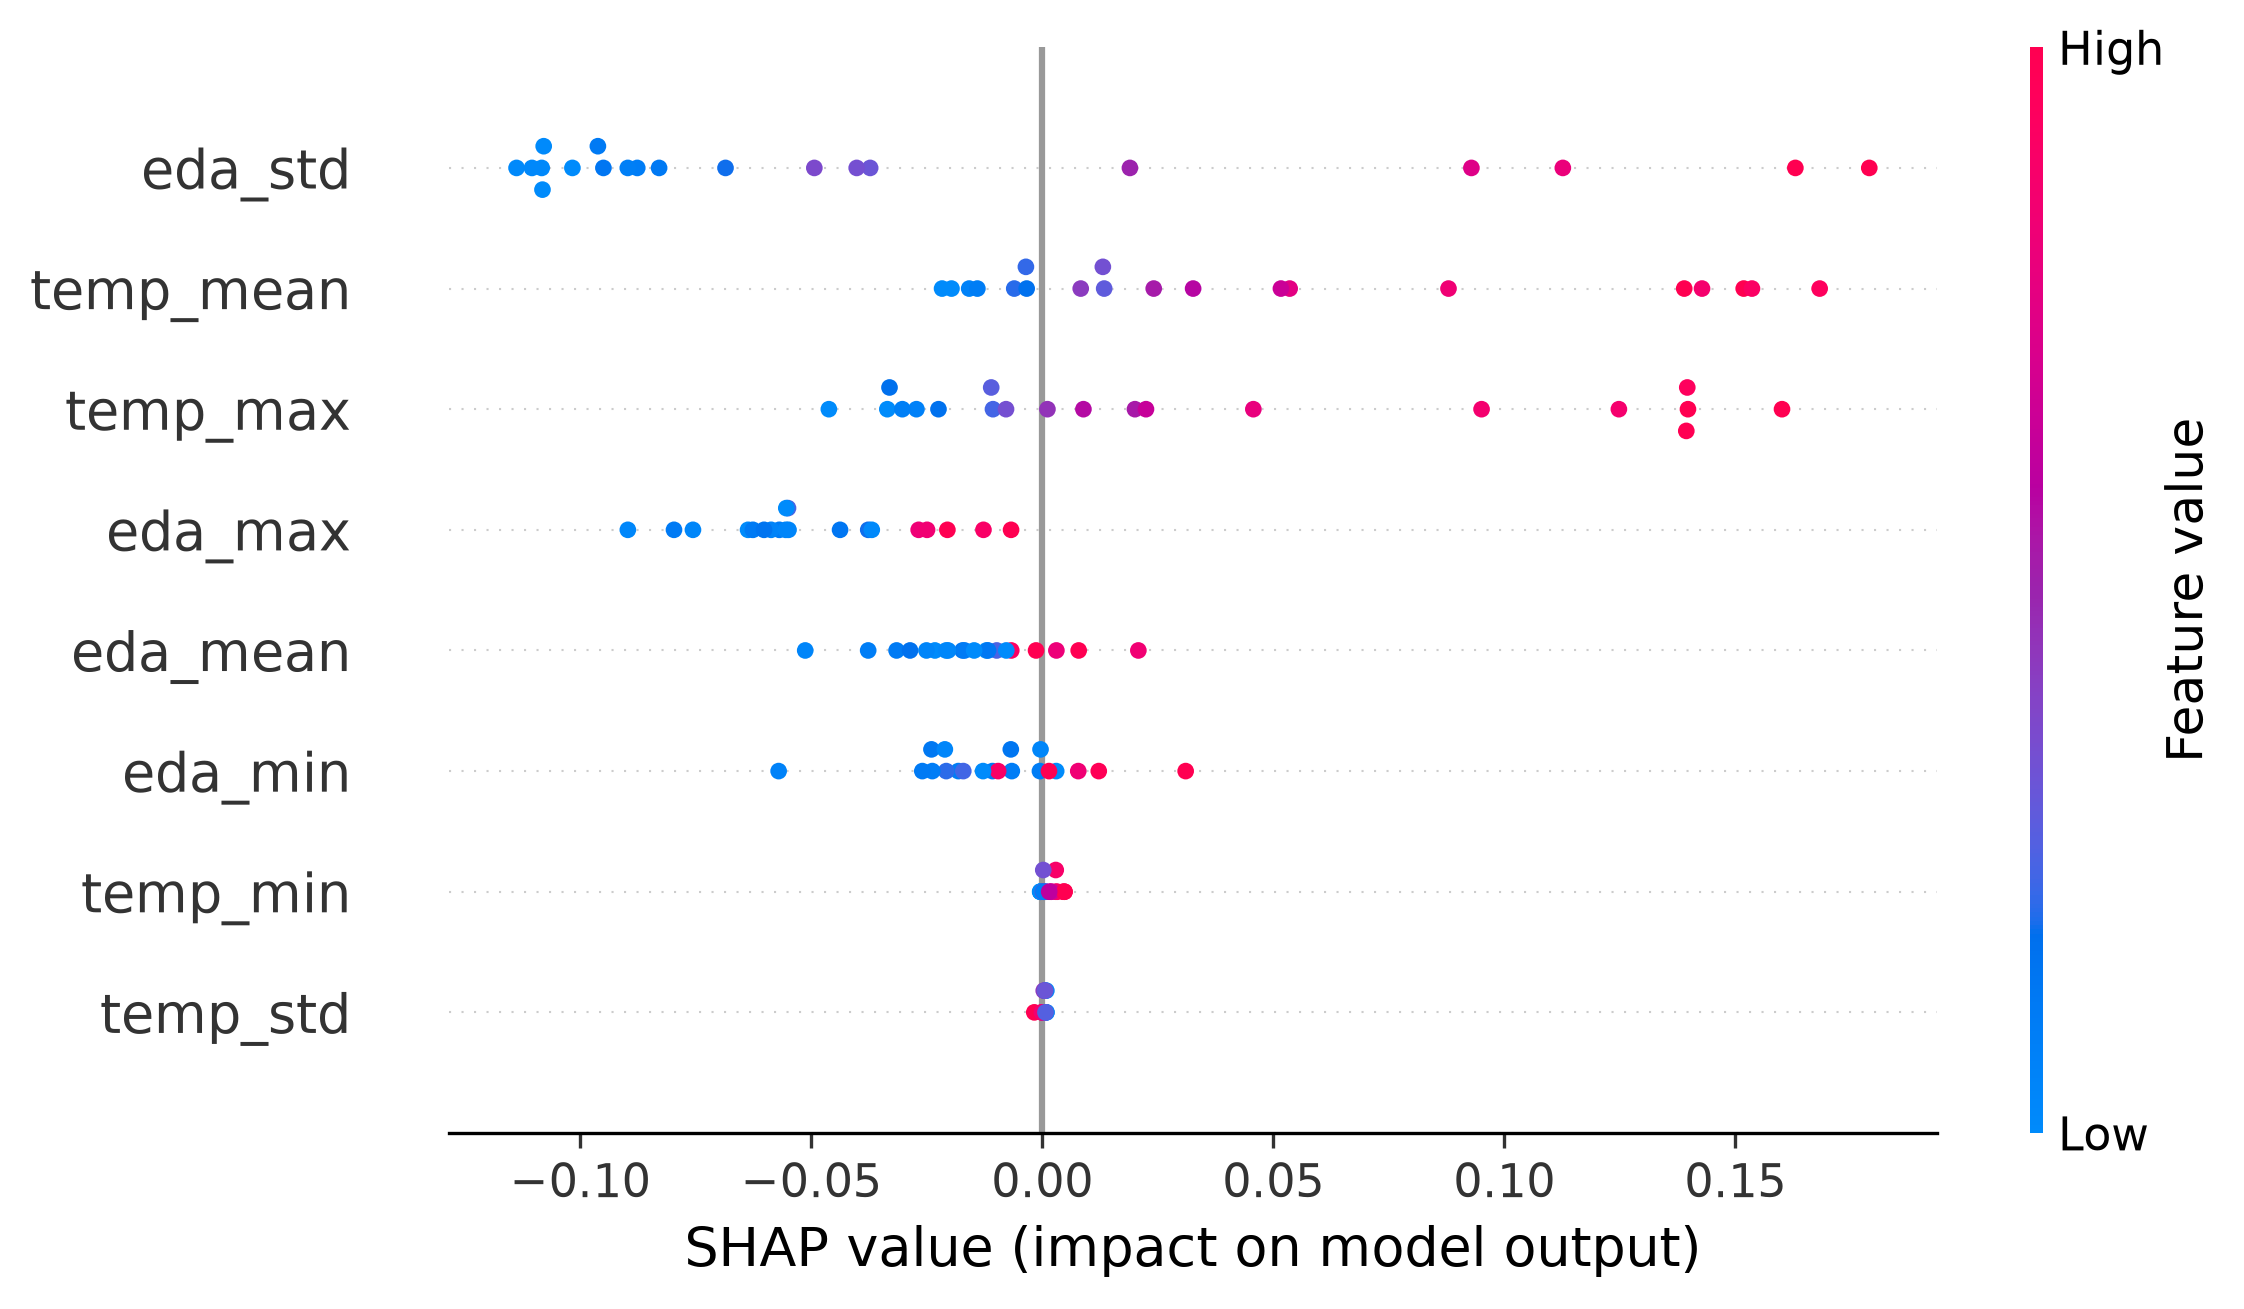 High
eda_std
temp_mean
temp_max
eda_max
eda_mean
eda_min
temp_min
temp_std
Feature value
Low
−0.10 −0.05 0.00 0.05 0.10 0.15
SHAP value (impact on model output)